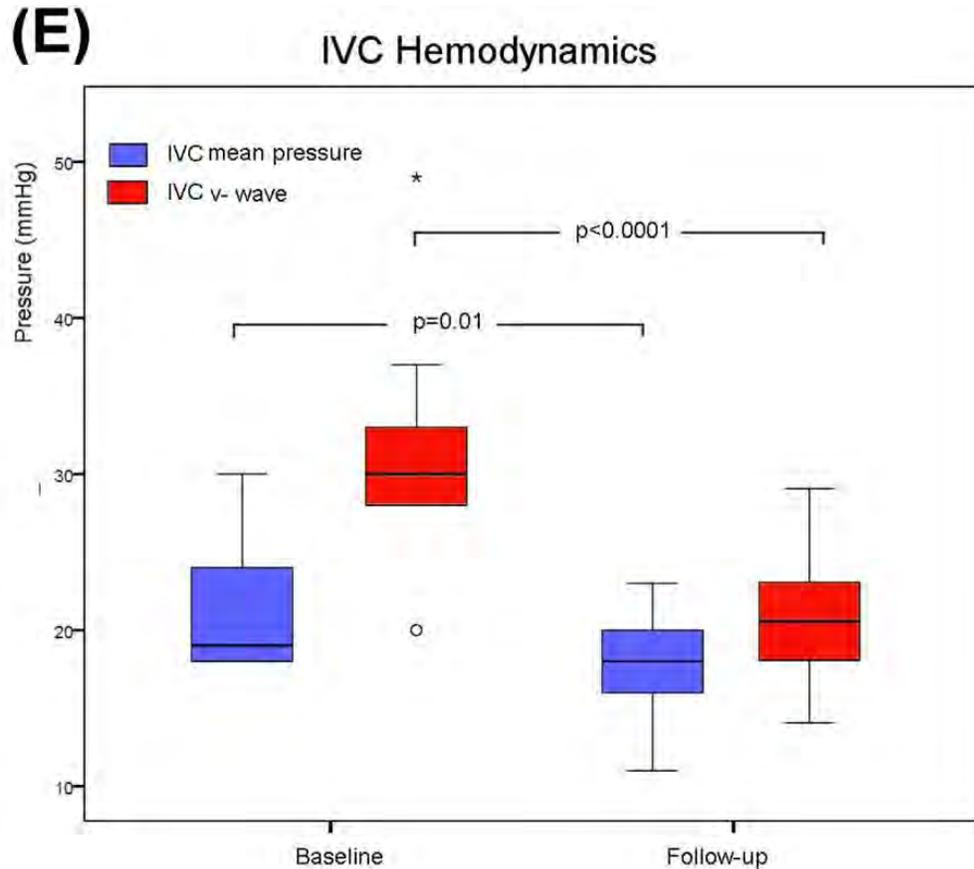 (E)
IVC Hemodynamics
IVC mean pressure
IVC v- wave
Pressure (mmHg)
50
40
30
20
10
*
p<0.0001
p=0.01
Baseline
Follow-up